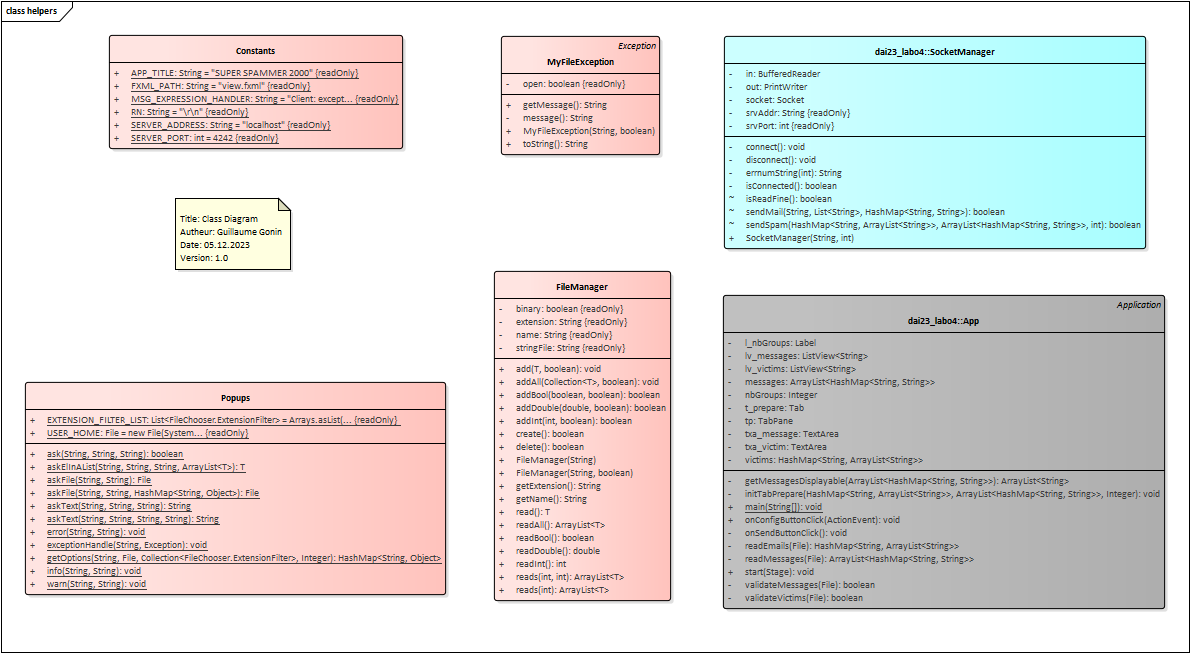 class helpers
Constants
+ APP_TITLE: String = "SUPER SPAMMER 2000" {readOnly}
+ FXML_PATH: String = "view.fxml" {readOnly}
+ MSG_EXPRESSION_HANDLER: String = "Client: except... {readOnly}
+ RN: String = "\r\n" {readOnly}
+ SERVER_ADDRESS: String = "localhost" {readOnly}
+ SERVER_PORT: int = 4242 {readOnly}
Exception
MyFileException
- open: boolean {readOnly}
+ getMessage(): String
- message(): String
+ MyFileException(String, boolean)
+ toString(): String
dai23_labo4::SocketManager
- in: BufferedReader
- out: PrintWriter
- socket: Socket
- srvAddr: String {readOnly}
- srvPort: int {readOnly}
- connect(): void
- disconnect(): void
- errnumString(int): String
- isConnected(): boolean
~ isReadFine(): boolean
~ sendMail(String, List<String>, HashMap<String, String>): boolean
~ sendSpam(HashMap<String, ArrayList<String>>, ArrayList<HashMap<String, String>>, int): boolean
+ SocketManager(String, int)
Title: Class Diagram
Autheur: Guillaume Gonin
Date: 05.12.2023
Version: 1.0
FileManager
- binary: boolean {readOnly}
- extension: String {readOnly}
- name: String {readOnly}
- stringFile: String {readOnly}
+ add(T, boolean): void
+ addAll(Collection<T>, boolean): void
+ addBool(boolean, boolean): boolean
+ addDouble(double, boolean): boolean
+ addInt(int, boolean): boolean
+ create(): boolean
+ delete(): boolean
+ FileManager(String)
+ FileManager(String, boolean)
+ getExtension(): String
+ getName(): String
+ read(): T
+ readAll(): ArrayList<T>
+ readBool(): boolean
+ readDouble(): double
+ readInt(): int
+ reads(int, int): ArrayList<T>
+ reads(int): ArrayList<T>
Application
dai23_labo4::App
- l_nbGroups: Label
- lv_messages: ListView<String>
- lv_victims: ListView<String>
- messages: ArrayList<HashMap<String, String>>
- nbGroups: Integer
- t_prepare: Tab
- tp: TabPane
- txa_message: TextArea
- txa_victim: TextArea
- victims: HashMap<String, ArrayList<String>>
- getMessagesDisplayable(ArrayList<HashMap<String, String>>): ArrayList<String>
- initTabPrepare(HashMap<String, ArrayList<String>>, ArrayList<HashMap<String, String>>, Integer): void
+ main(String[]): void
+ onConfigButtonClick(ActionEvent): void
+ onSendButtonClick(): void
- readEmails(File): HashMap<String, ArrayList<String>>
- readMessages(File): ArrayList<HashMap<String, String>>
+ start(Stage): void
- validateMessages(File): boolean
- validateVictims(File): boolean
Popups
+ EXTENSION_FILTER_LIST: List<FileChooser.ExtensionFilter> = Arrays.asList(... {readOnly}
+ USER_HOME: File = new File(System... {readOnly}
+ ask(String, String, String): boolean
+ askElInAList(String, String, String, ArrayList<T>): T
+ askFile(String, String): File
+ askFile(String, String, HashMap<String, Object>): File
+ askText(String, String, String): String
+ askText(String, String, String, String): String
+ error(String, String): void
+ exceptionHandle(String, Exception): void
+ getOptions(String, File, Collection<FileChooser.ExtensionFilter>, Integer): HashMap<String, Object>
+ info(String, String): void
+ warn(String, String): void